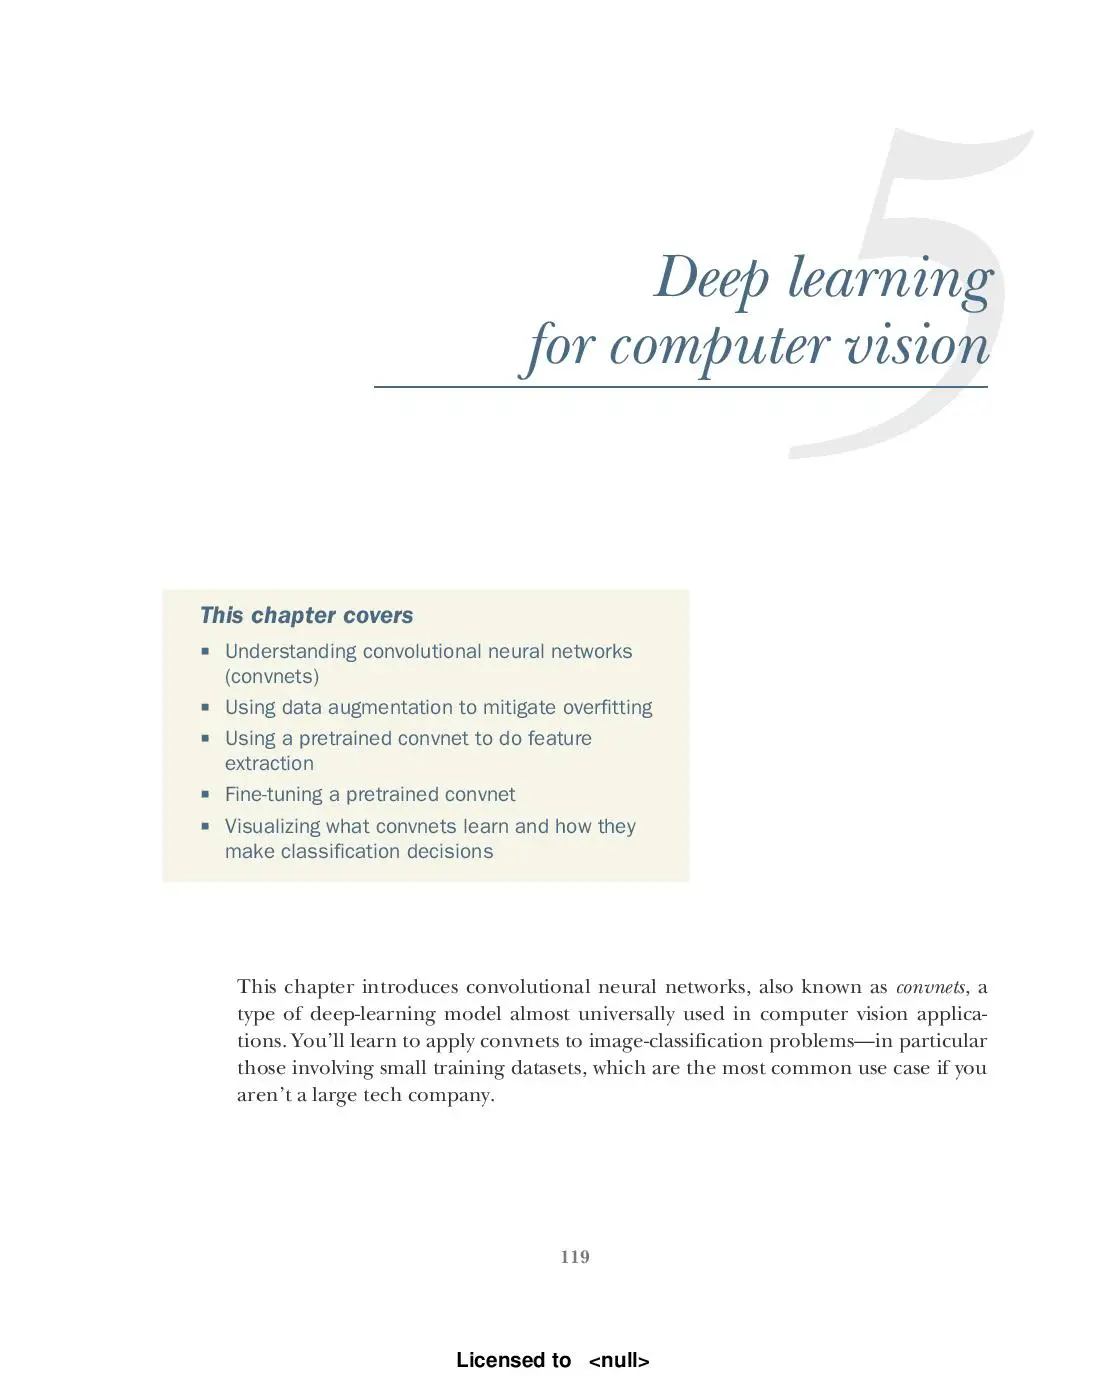 5
Deep learning
for computer vision
This chapter covers
▪ Understanding convolutional neural networks
(convnets)
▪ Using data augmentation to mitigate overfitting
▪ Using a pretrained convnet to do feature
extraction
▪ Fine-tuning a pretrained convnet
▪ Visualizing what convnets learn and how they
make classification decisions
This chapter introduces convolutional neural networks, also known as convnets, a
type of deep-learning model almost universally used in computer vision applica-
tions. You’ll learn to apply convnets to image-classification problems—in particular
those involving small training datasets, which are the most common use case if you
aren’t a large tech company.
119
Licensed to <null>